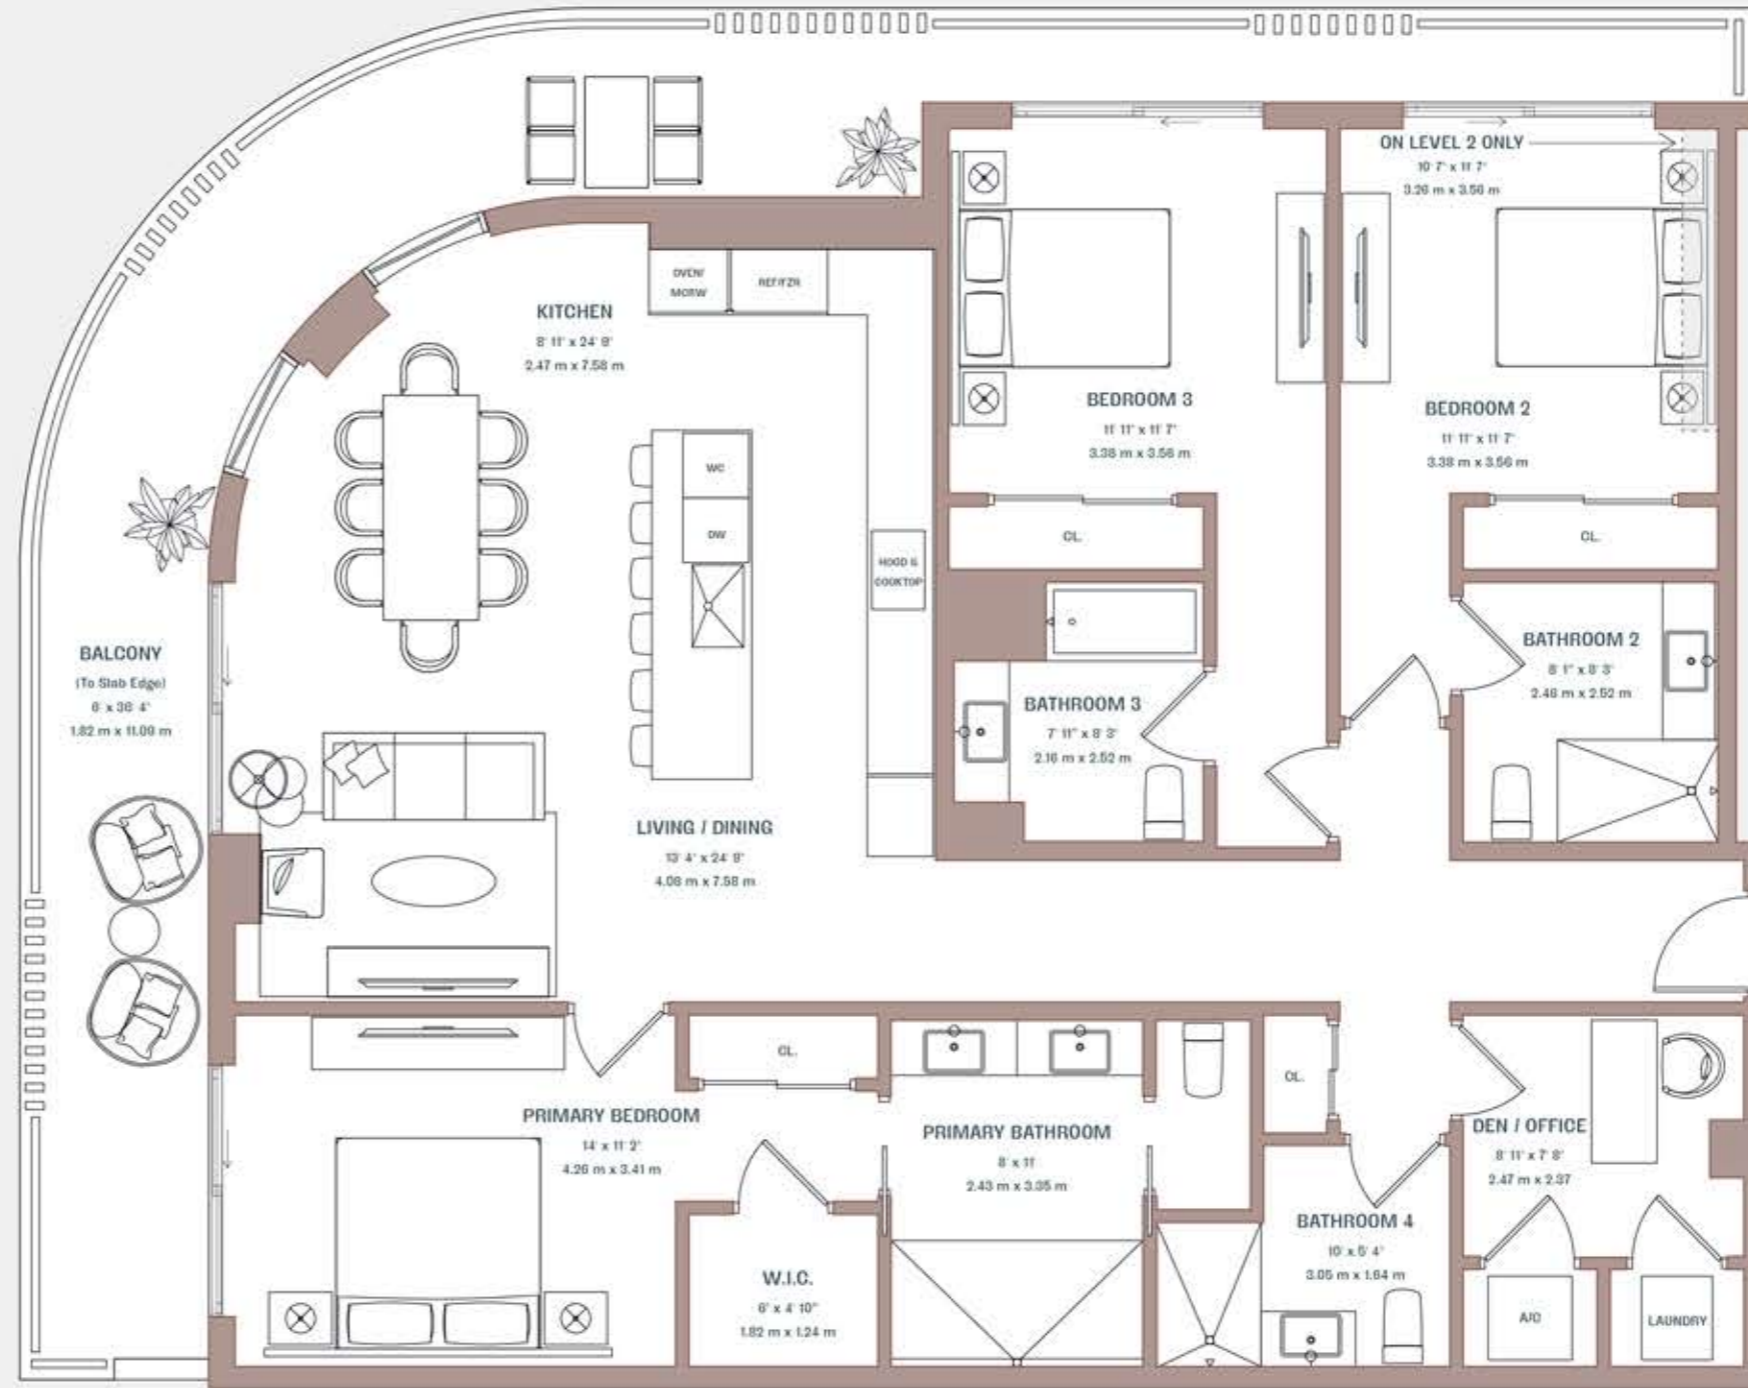 ON LEVEL 2 ONLY
10' 7" x 11' 7"
3.26 m x 3.56 m
OVEN/
MCRW
REF/FZR
KITCHEN
8' 11" x 24' 9"
2.47 m x 7.58 m
BEDROOM 3
11' 11" x 11' 7"
3.38 m x 3.56 m
BEDROOM 2
11' 11" x 11' 7"
3.38 m x 3.56 m
WC
DW
HOOD &
COOKTOP
CL.
CL.
BALCONY
(To Slab Edge)
6' x 36' 4"
1.82 m x 11.09 m
BATHROOM 3
7' 11" x 8' 3"
2.16 m x 2.52 m
BATHROOM 2
8' 1" x 8' 3"
2.46 m x 2.52 m
LIVING / DINING
13' 4" x 24' 9"
4.08 m x 7.58 m
CL.
CL.
PRIMARY BEDROOM
14' x 11' 2"
4.26 m x 3.41 m
PRIMARY BATHROOM
8' x 11'
2.43 m x 3.35 m
DEN / OFFICE
8' 11" x 7' 8"
2.47 m x 2.37
W.I.C.
6' x 4' 10"
1.82 m x 1.24 m
BATHROOM 4
10' x 5' 4"
3.05 m x 1.64 m
A/C
LAUNDRY